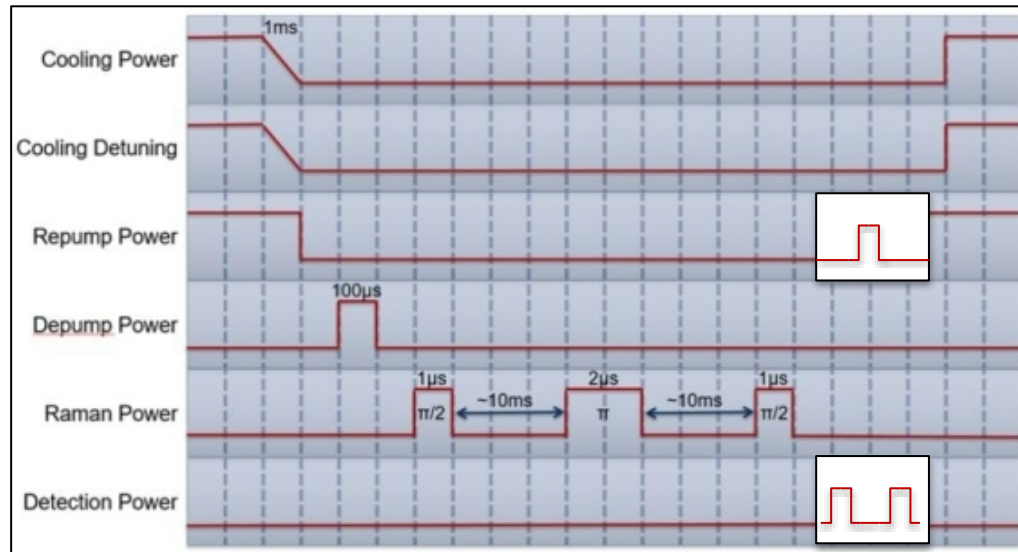 1ms
Cooling Power
Cooling Detuning
Repump Power
100µs
Depump Power
1µs ~10ms 2µs ~10ms 1µs
Raman Power π/2 π π/2
Detection Power